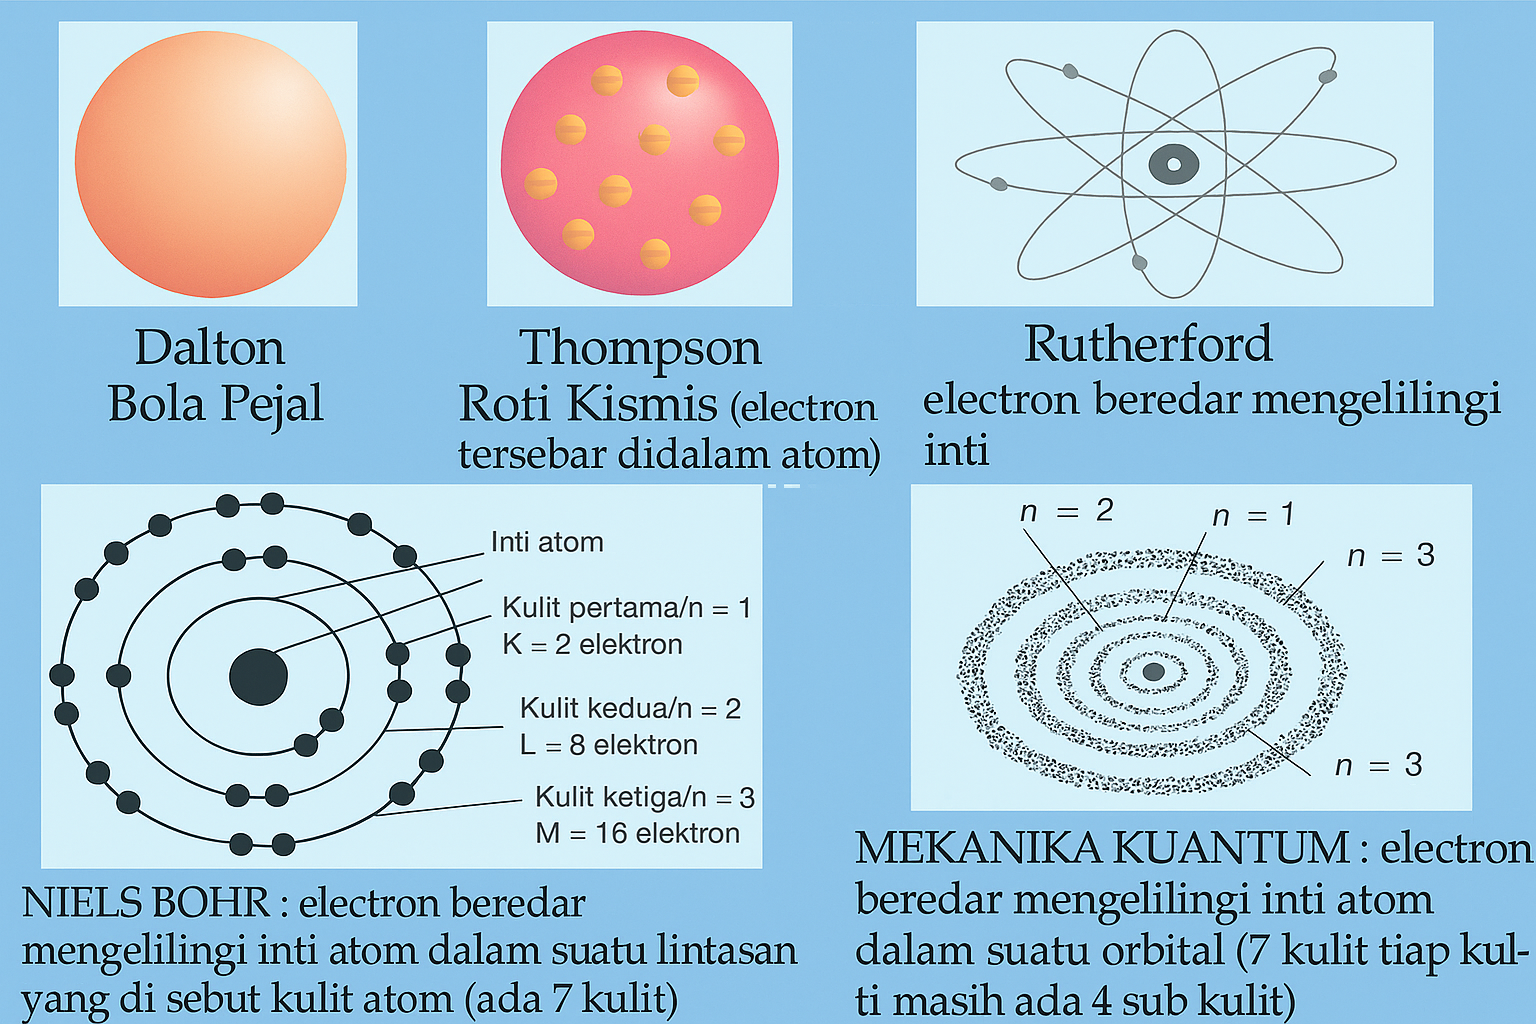 Dalton
Bola Pejal
Thompson
Roti Kismis (electron
tersebar didalam atom)
Rutherford
electron beredar mengelilingi
inti
Inti atom
Kulit pertama/n = 1
K = 2 elektron
Kulit kedua/n = 2
L = 8 elektron
Kulit ketiga/n = 3
M = 16 elektron
NIELS BOHR : electron beredar
mengelilingi inti atom dalam suatu lintasan
yang di sebut kulit atom (ada 7 kulit)
n = 2
n = 1
n = 3
n = 3
MEKANIKA KUANTUM : electron
beredar mengelilingi inti atom
dalam suatu orbital (7 kulit tiap kul-
ti masih ada 4 sub kulit)